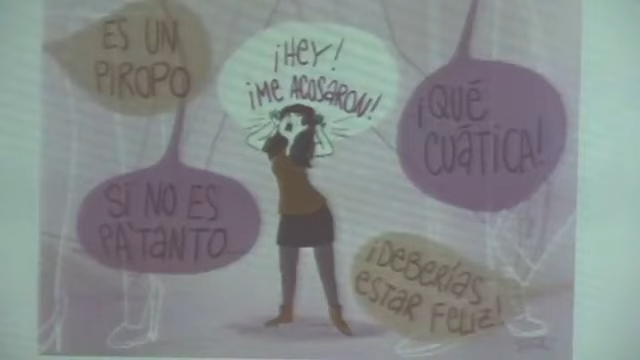 ES UN
PIROPO
¡HEY!
¡ME ACOSARON!
¡QUÉ
CUÁTICA!
SI NO ES
PA'TANTO
¡DEBERÍAS
ESTAR FELIZ!